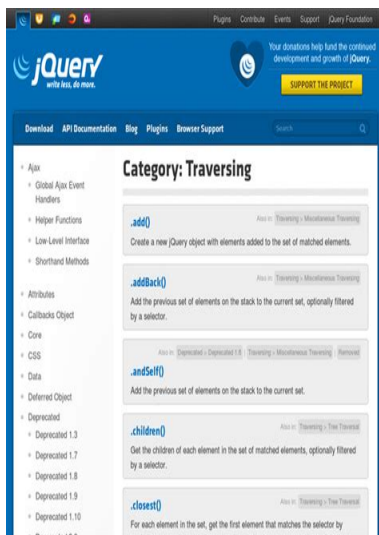 Plugins Contribute Events Support jQuery Foundation
jQuery
write less, do more.
Your donations help fund the continued
development and growth of jQuery.
SUPPORT THE PROJECT
Download API Documentation Blog Plugins Browser Support Search
Ajax
Global Ajax Event
Handlers
Helper Functions
Low-Level Interface
Shorthand Methods
Attributes
Callbacks Object
Core
CSS
Data
Deferred Object
Deprecated
Deprecated 1.3
Deprecated 1.7
Deprecated 1.8
Deprecated 1.9
Deprecated 1.10
Category: Traversing
.add()
Also in: Traversing > Miscellaneous Traversing
Create a new jQuery object with elements added to the set of matched elements.
.addBack()
Also in: Traversing > Miscellaneous Traversing
Add the previous set of elements on the stack to the current set, optionally filtered
by a selector.
Also in: Deprecated > Deprecated 1.8 Traversing > Miscellaneous Traversing Removed
.andSelf()
Add the previous set of elements on the stack to the current set.
.children()
Also in: Traversing > Tree Traversal
Get the children of each element in the set of matched elements, optionally filtered
by a selector.
.closest()
Also in: Traversing > Tree Traversal
For each element in the set, get the first element that matches the selector by